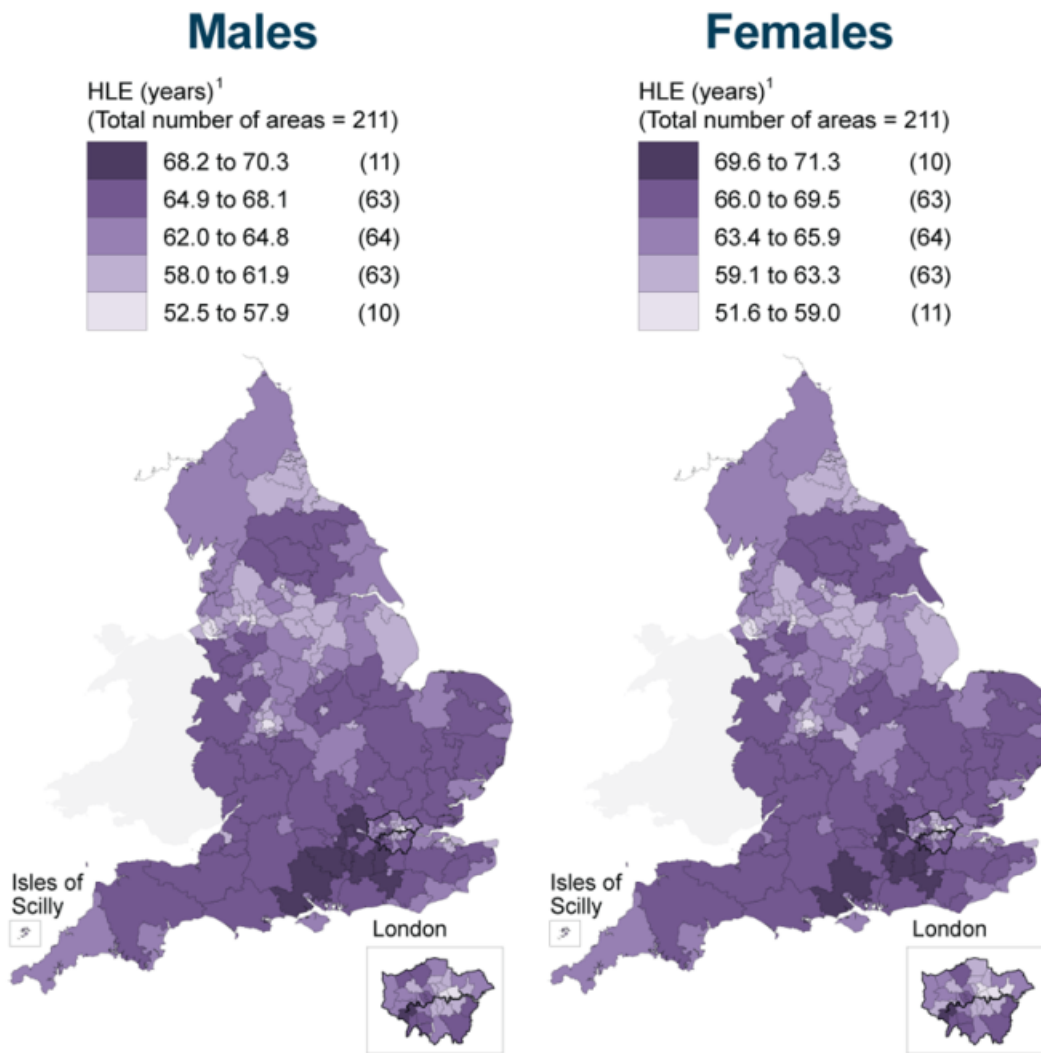 Males
HLE (years)1
(Total number of areas = 211)
68.2 to 70.3 (11)
64.9 to 68.1 (63)
62.0 to 64.8 (64)
58.0 to 61.9 (63)
52.5 to 57.9 (10)
Isles of
Scilly
London
Females
HLE (years)1
(Total number of areas = 211)
69.6 to 71.3 (10)
66.0 to 69.5 (63)
63.4 to 65.9 (64)
59.1 to 63.3 (63)
51.6 to 59.0 (11)
Isles of
Scilly
London